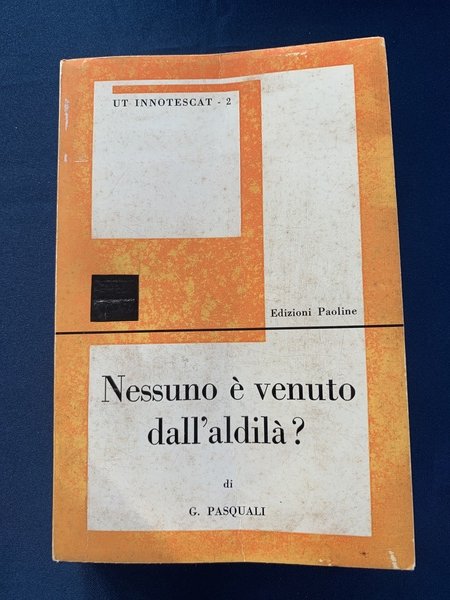 UT INNOTESCAT - 2
Edizioni Paoline
Nessuno è venuto
dall'aldilà?
di
G. PASQUALI